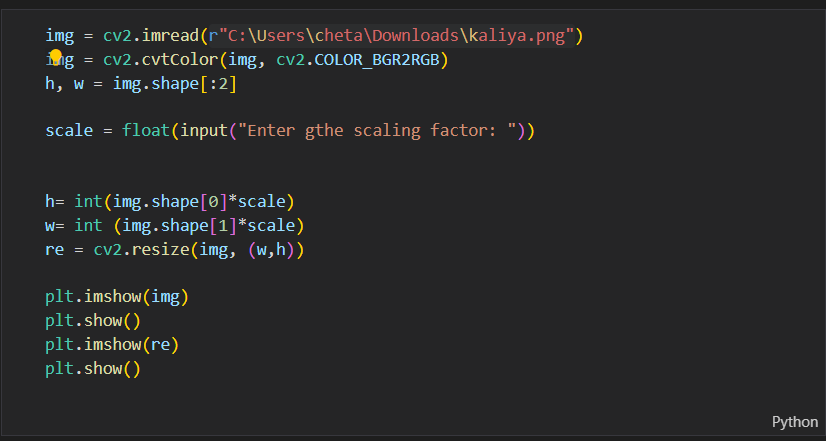 img = cv2.imread(r"C:\Users\cheta\Downloads\kaliya.png")
img = cv2.cvtColor(img, cv2.COLOR_BGR2RGB)
h, w = img.shape[:2]
scale = float(input("Enter gthe scaling factor: "))
h= int(img.shape[0]*scale)
w= int (img.shape[1]*scale)
re = cv2.resize(img, (w,h))
plt.imshow(img)
plt.show()
plt.imshow(re)
plt.show()
Python